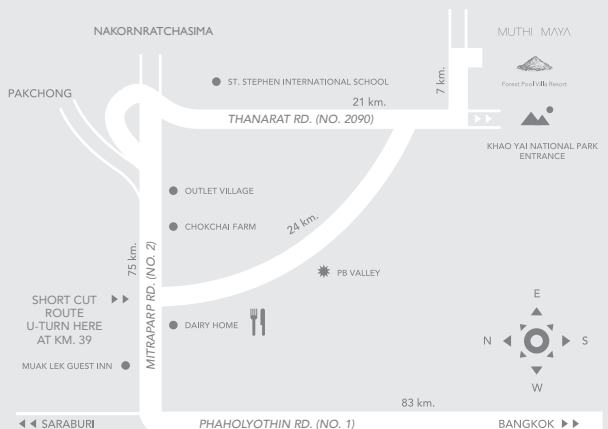 NAKORNRATCHASIMA
MUTHI MAYA
Forest Pool Villa Resort
ST. STEPHEN INTERNATIONAL SCHOOL
PAKCHONG
7 km.
21 km.
THANARAT RD. (NO. 2090)
KHAO YAI NATIONAL PARK
ENTRANCE
OUTLET VILLAGE
CHOKCHAI FARM
24 km.
75 km.
MITRAPARP RD. (NO. 2)
PB VALLEY
SHORT CUT
ROUTE
U-TURN HERE
AT KM. 39
DAIRY HOME
MUAK LEK GUEST INN
E
N
S
W
83 km.
SARABURI
PHAHOLYOTHIN RD. (NO. 1)
BANGKOK